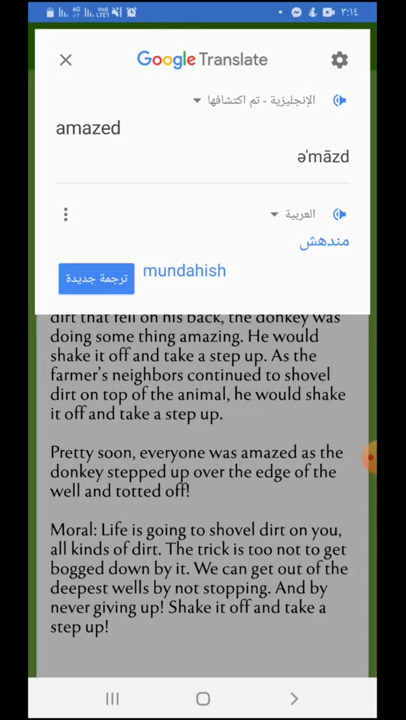 ٣:١٤
Google Translate
الإنجليزية - تم اكتشافها
amazed
ə'māzd
العربية
مندهش
mundahish
ترجمة جديدة
dirt that fell on his back, the donkey was
doing some thing amazing. He would
shake it off and take a step up. As the
farmer's neighbors continued to shovel
dirt on top of the animal, he would shake
it off and take a step up.
Pretty soon, everyone was amazed as the
donkey stepped up over the edge of the
well and totted off!
Moral: Life is going to shovel dirt on you,
all kinds of dirt. The trick is too not to get
bogged down by it. We can get out of the
deepest wells by not stopping. And by
never giving up! Shake it off and take a
step up!